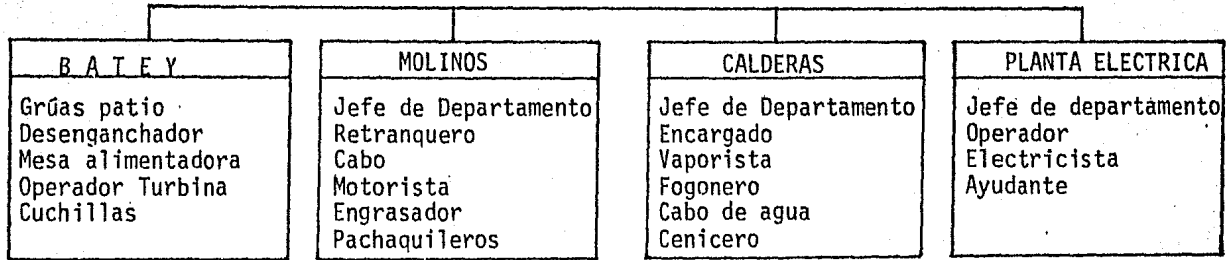 B A T E Y
Grúas patio
Desenganchador
Mesa alimentadora
Operador Turbina
Cuchillas
MOLINOS
Jefe de Departamento
Retranquero
Cabo
Motorista
Engrasador
Pachaquileros
CALDERAS
Jefe de Departamento
Encargado
Vaporista
Fogonero
Cabo de agua
Cenicero
PLANTA ELECTRICA
Jefe de departamento
Operador
Electricista
Ayudante